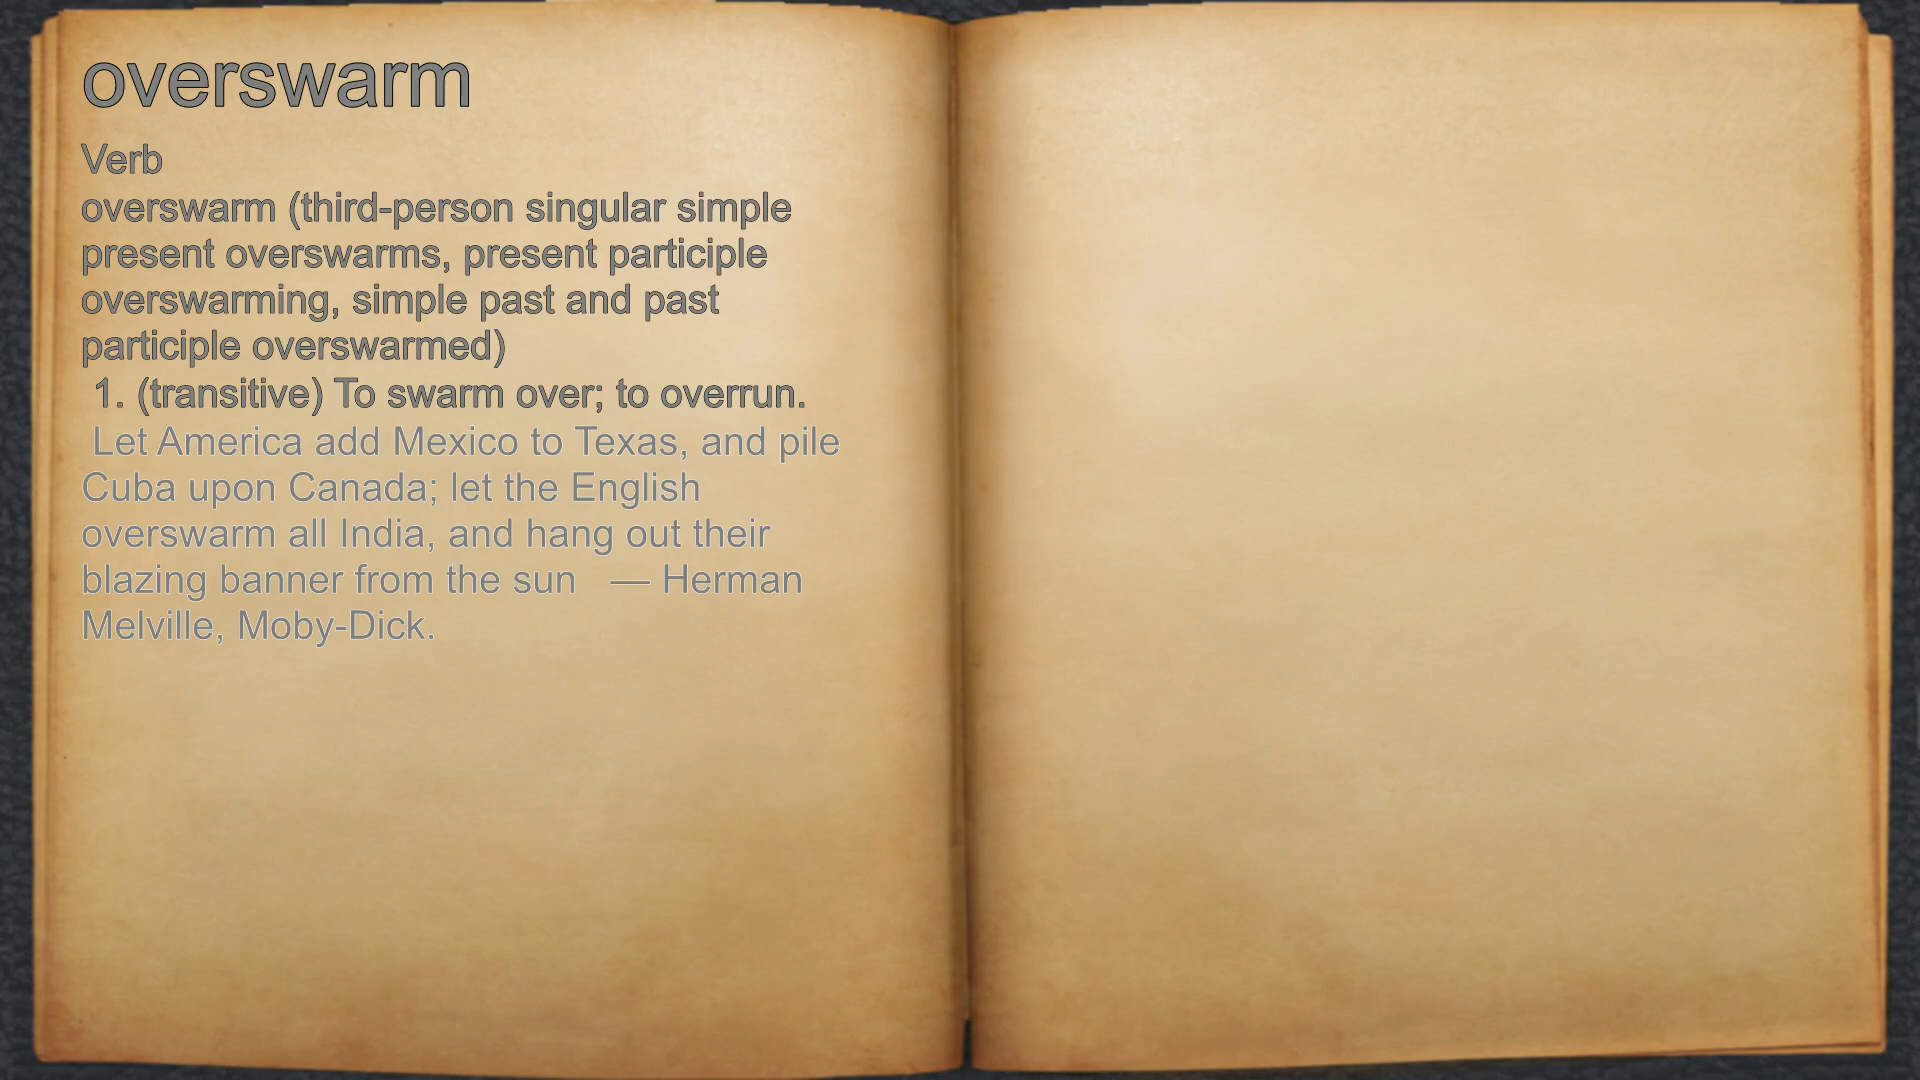 overswarm
Verb
overswarm (third-person singular simple
present overswarms, present participle
overswarming, simple past and past
participle overswarmed)
1. (transitive) To swarm over; to overrun.
Let America add Mexico to Texas, and pile
Cuba upon Canada; let the English
overswarm all India, and hang out their
blazing banner from the sun — Herman
Melville, Moby-Dick.